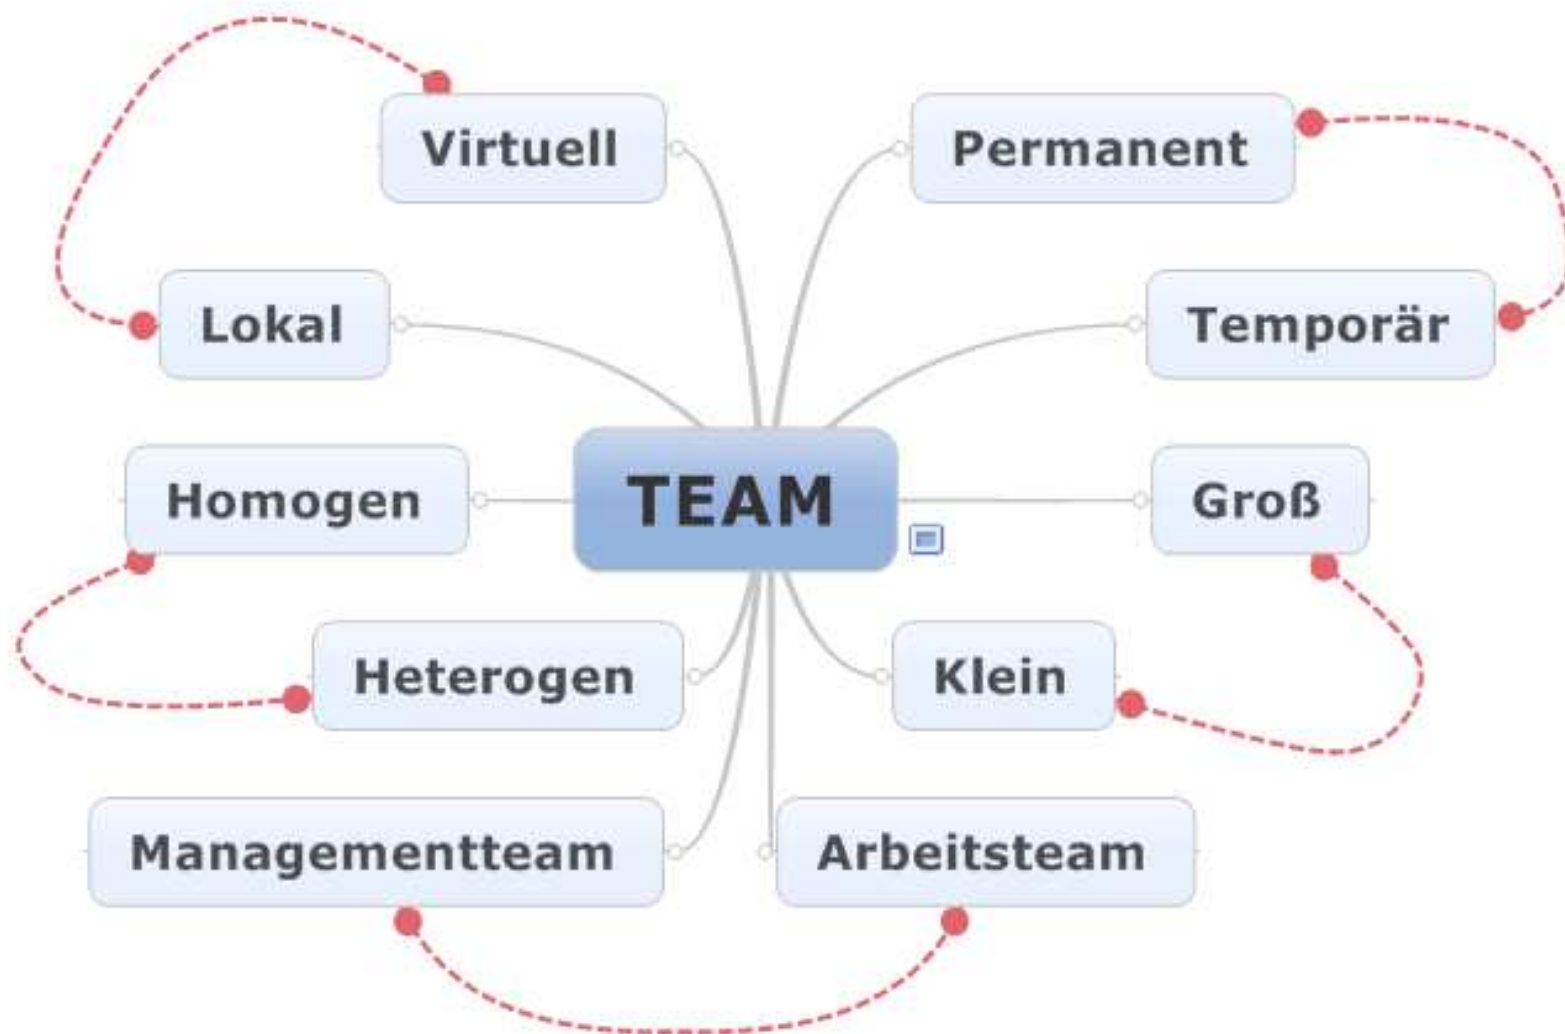 Virtuell
Permanent
Lokal
Temporär
TEAM
Homogen
Groß
Heterogen
Klein
Managementteam
Arbeitsteam